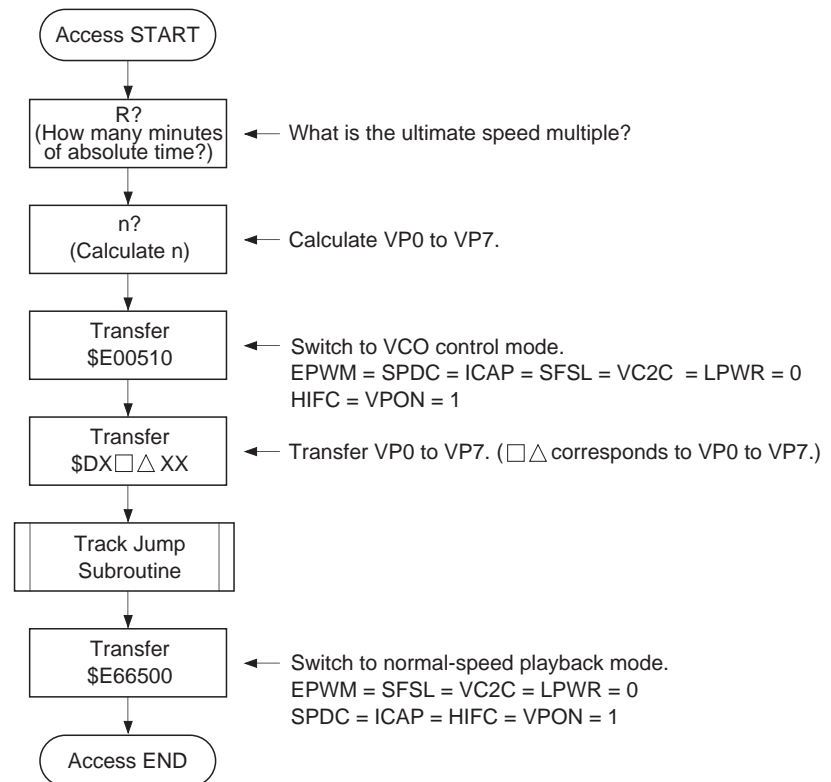 Access START
R?
(How many minutes
of absolute time?)
What is the ultimate speed multiple?
n?
(Calculate n)
Calculate VP0 to VP7.
Transfer
$E00510
Switch to VCO control mode.
EPWM = SPDC = ICAP = SFSL = VC2C = LPWR = 0
HIFC = VPON = 1
Transfer
$DX□△XX
Transfer VP0 to VP7. (□△ corresponds to VP0 to VP7.)
Track Jump
Subroutine
Transfer
$E66500
Switch to normal-speed playback mode.
EPWM = SFSL = VC2C = LPWR = 0
SPDC = ICAP = HIFC = VPON = 1
Access END